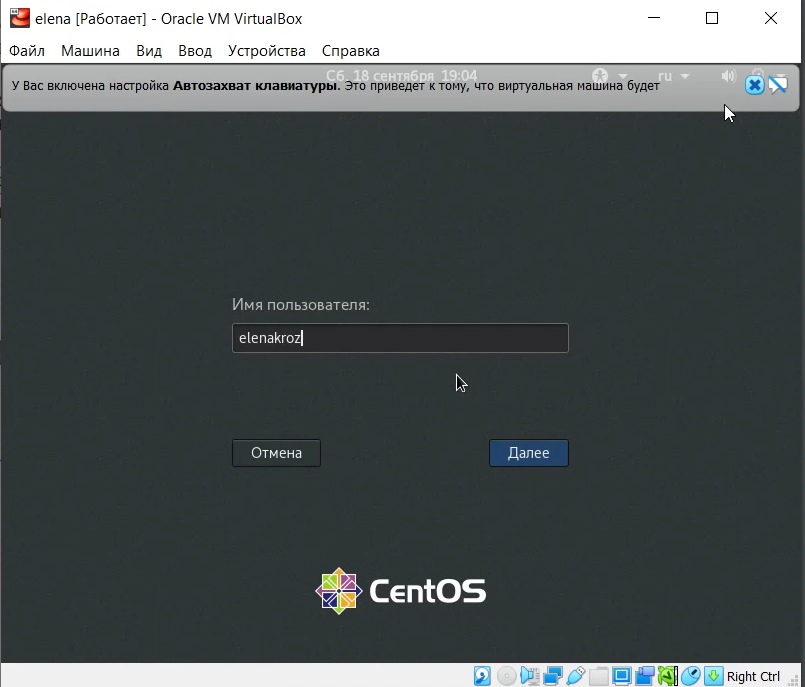 elena [Работает] - Oracle VM VirtualBox
Файл Машина Вид Ввод Устройства Справка
Сб, 18 сентября 19:04 ru
У Вас включена настройка Автозахват клавиатуры. Это приведет к тому, что виртуальная машина будет
Имя пользователя:
elenakroz
Отмена Далее
CentOS
Right Ctrl